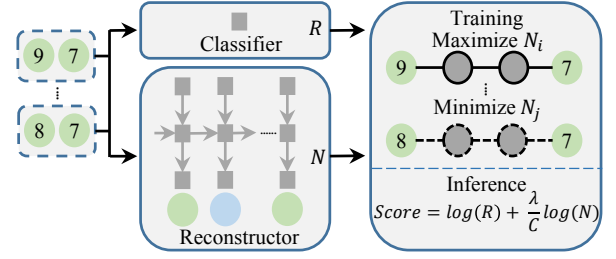 9 7
8 7
Classifier R
N
Reconstructor
Training
Maximize N_i
9 7
Minimize N_j
8 7
Inference
Score = log(R) + \frac{λ}{C} log(N)